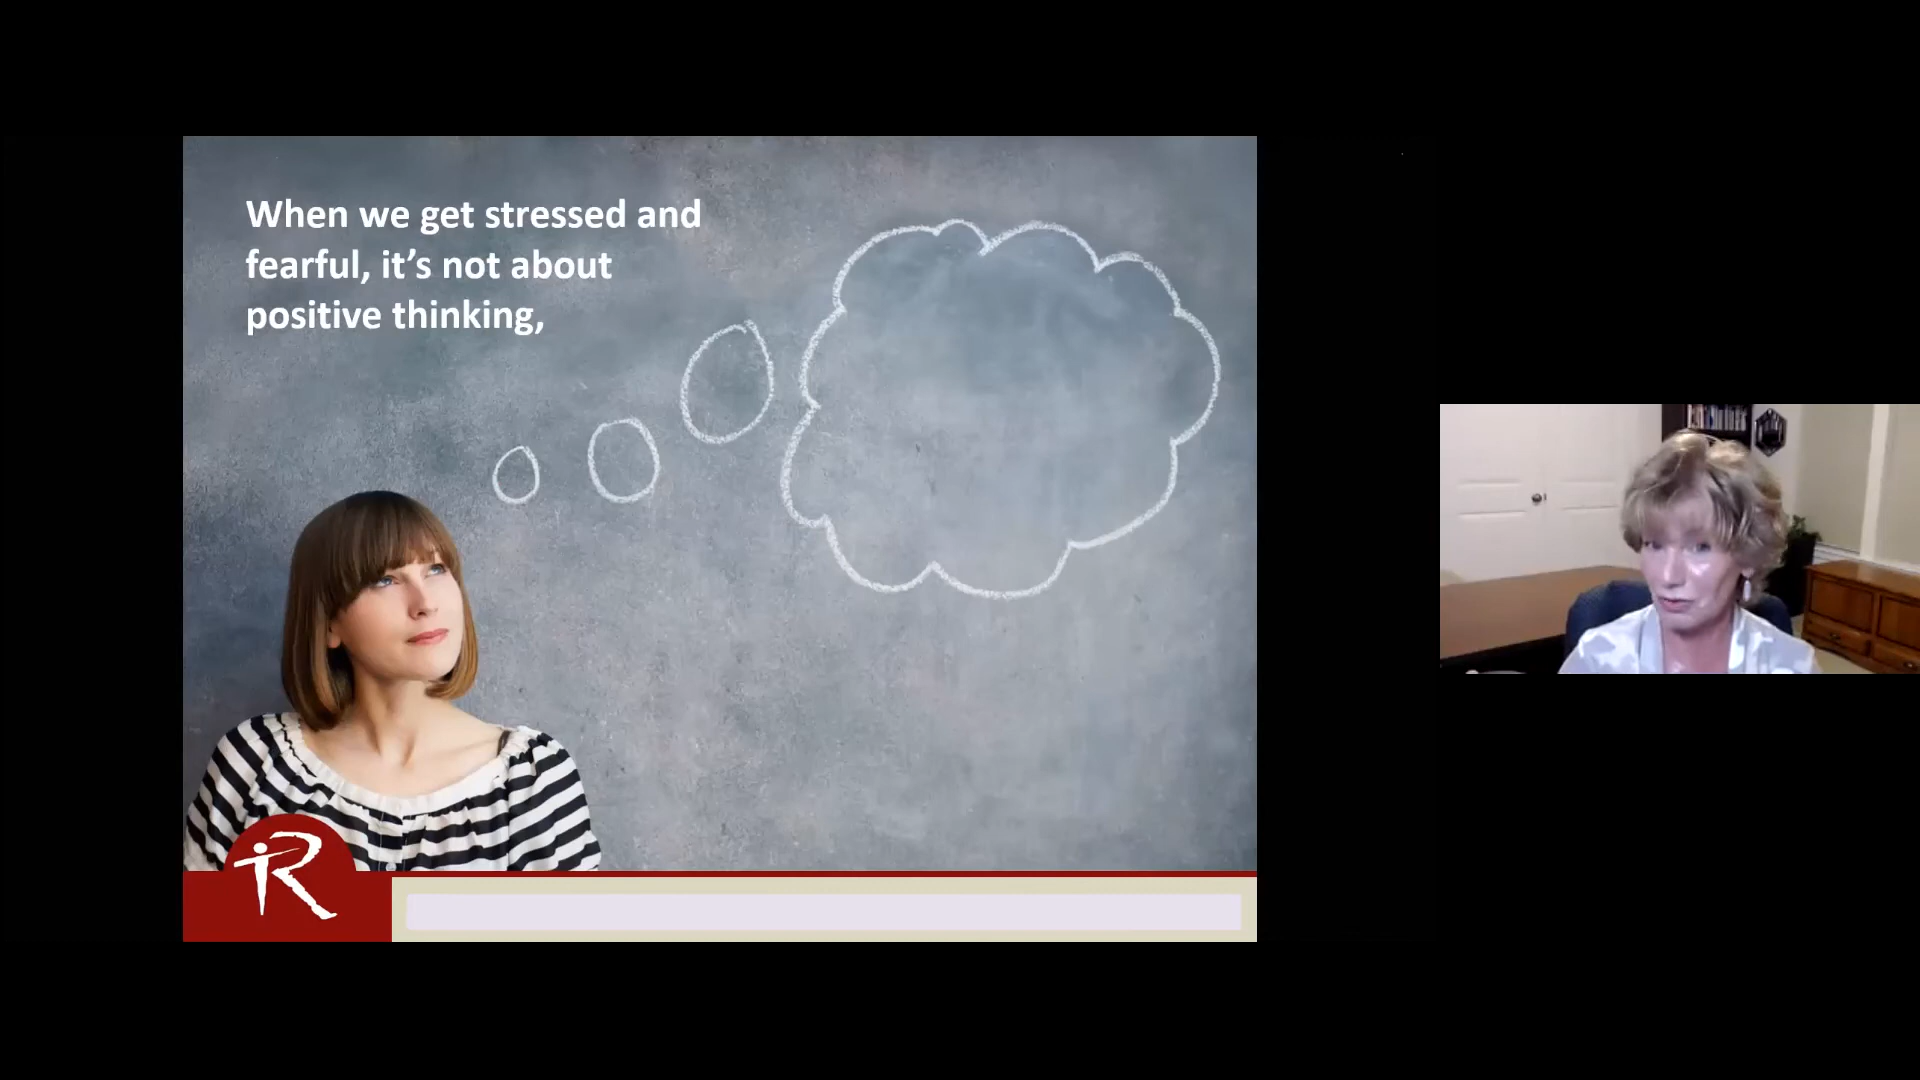 When we get stressed and
fearful, it’s not about
positive thinking,
R